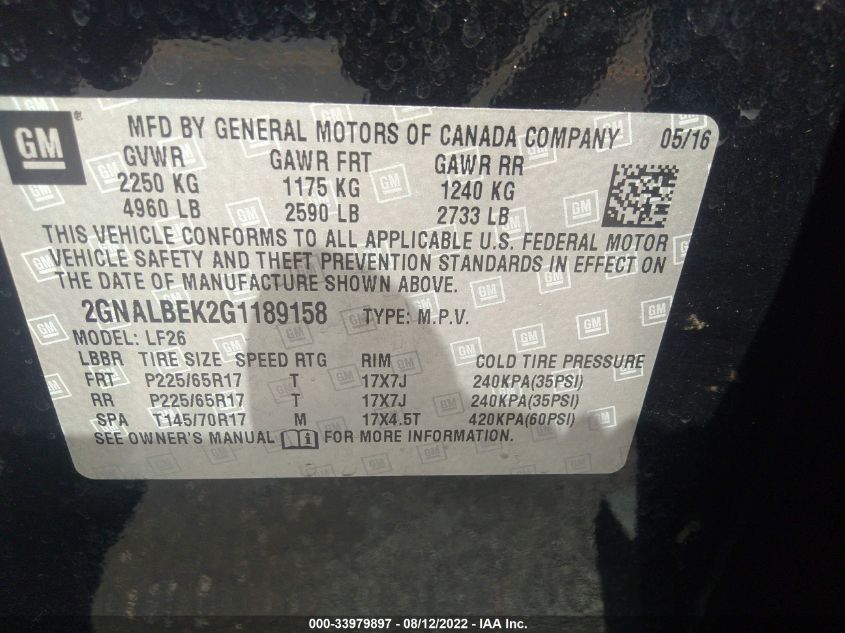 GM ® MFD BY GENERAL MOTORS OF CANADA COMPANY 05/16
GVWR GAWR FRT GAWR RR
2250 KG 1175 KG 1240 KG
4960 LB 2590 LB 2733 LB
THIS VEHICLE CONFORMS TO ALL APPLICABLE U.S. FEDERAL MOTOR
VEHICLE SAFETY AND THEFT PREVENTION STANDARDS IN EFFECT ON
THE DATE OF MANUFACTURE SHOWN ABOVE.
2GNALBEK2G1189158 TYPE: M.P.V.
MODEL: LF26
LBBR TIRE SIZE SPEED RTG RIM COLD TIRE PRESSURE
FRT P225/65R17 T 17X7J 240KPA(35PSI)
RR P225/65R17 T 17X7J 240KPA(35PSI)
SPA T145/70R17 M 17X4.5T 420KPA(60PSI)
SEE OWNER'S MANUAL FOR MORE INFORMATION.
000-33979897 - 08/12/2022 - IAA Inc.